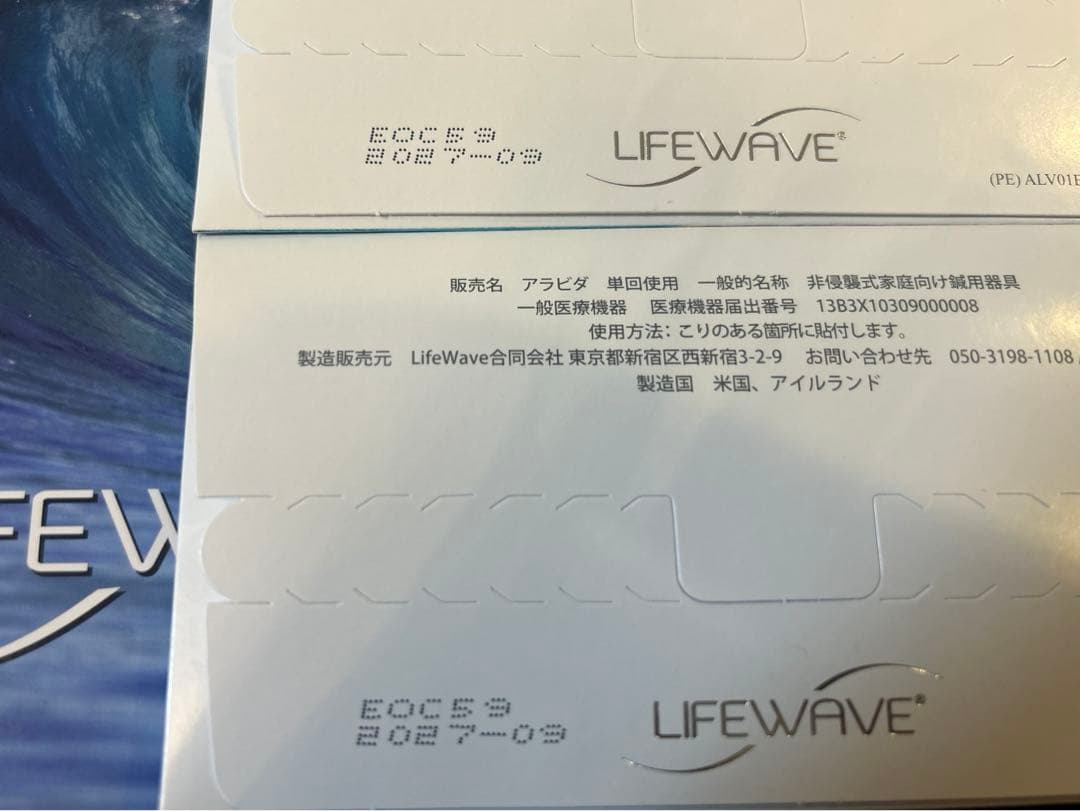 EOC59
2027-09
LIFEWAVE®
(PE) ALV01E
販売名 アラビダ 単回使用 一般的名称 非侵襲式家庭向け鍼用器具
一般医療機器 医療機器届出番号 13B3X10309000008
使用方法：こりのある箇所に貼付します。
製造販売元 LifeWave合同会社 東京都新宿区西新宿3-2-9 お問い合わせ先 050-3198-1108
製造国 米国、アイルランド
FEW
EOC59
2027-09
LIFEWAVE®